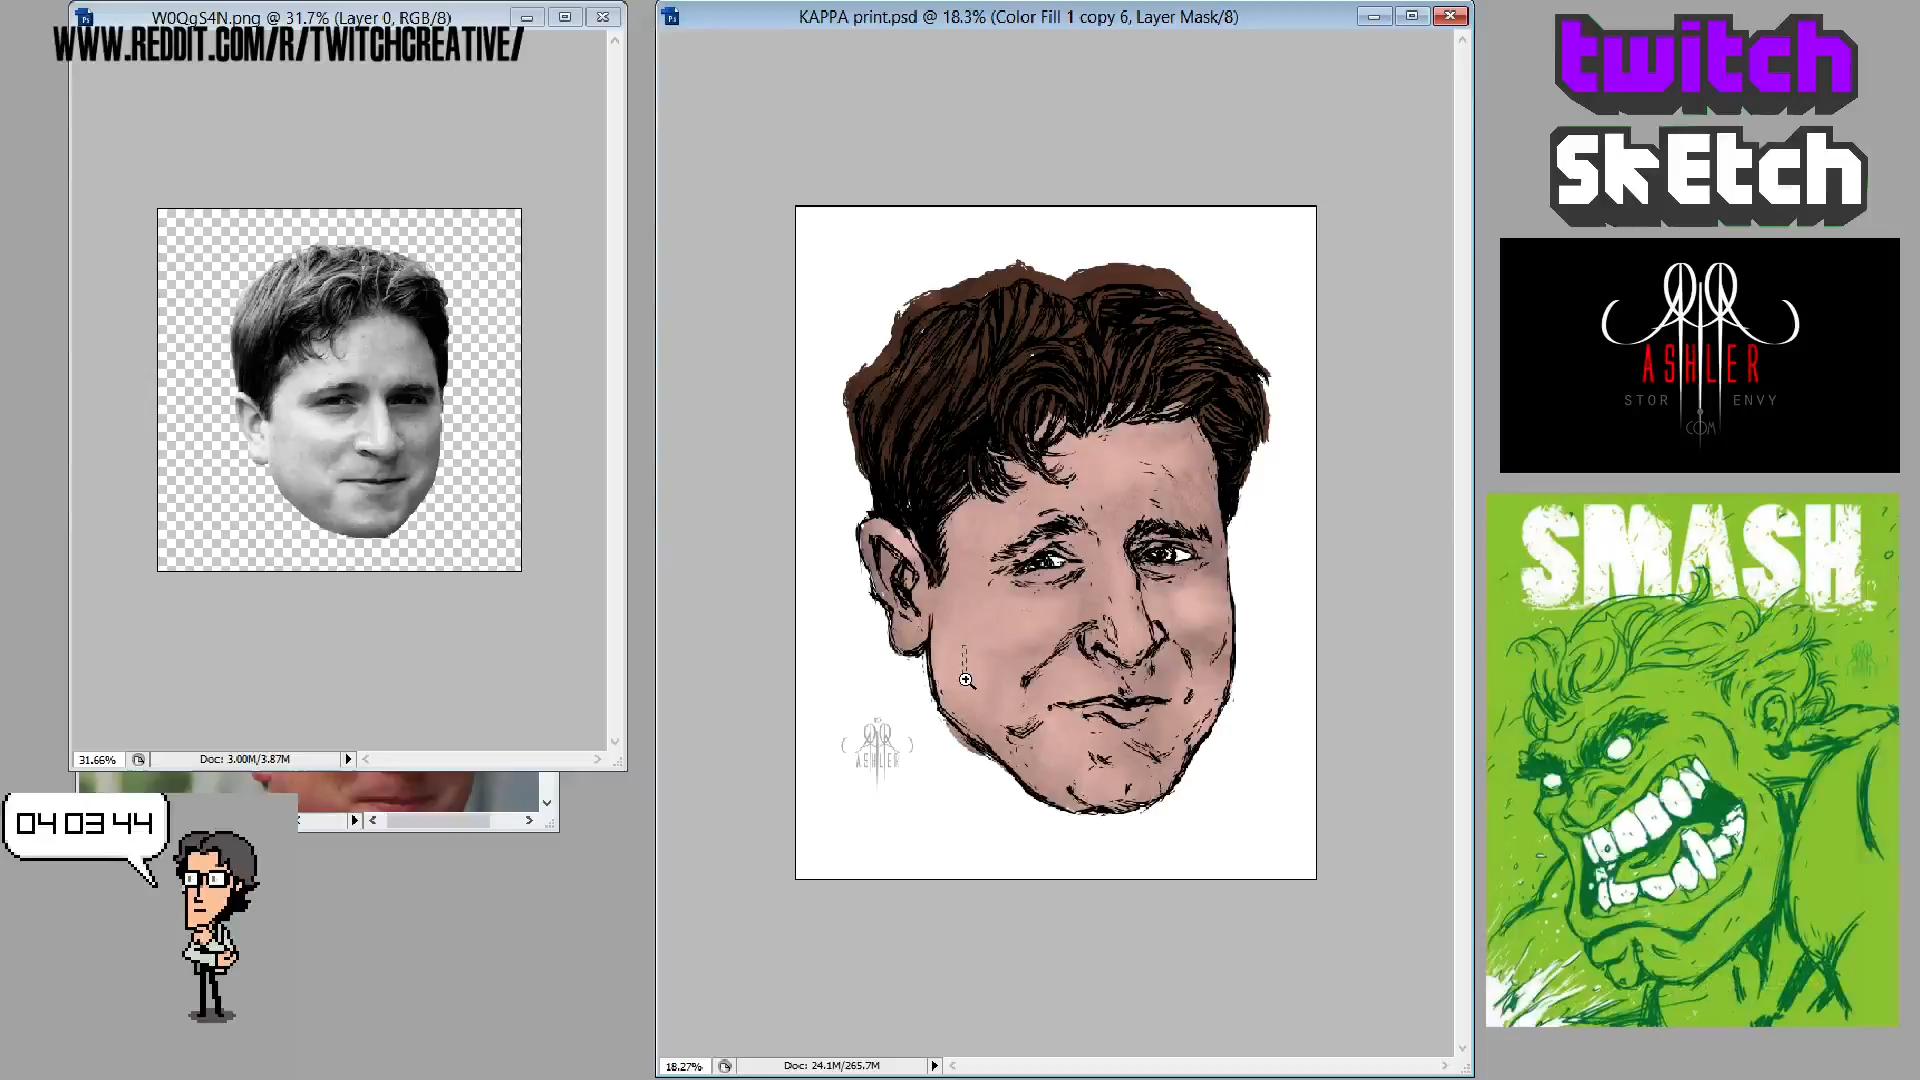 W0QgS4N.png @ 31.7% (Layer 0, RGB/8)
WWW.REDDIT.COM/R/TWITCHCREATIVE/
KAPPA print.psd @ 18.3% (Color Fill 1 copy 6, Layer Mask/8)
twitch
SkEtch
ASHLER
STOR ENVY
COM
SMASH
ASHLER
31.66%
Doc: 3.00M/3.87M
04 03 44
18.27%
Doc: 24.1M/265.7M